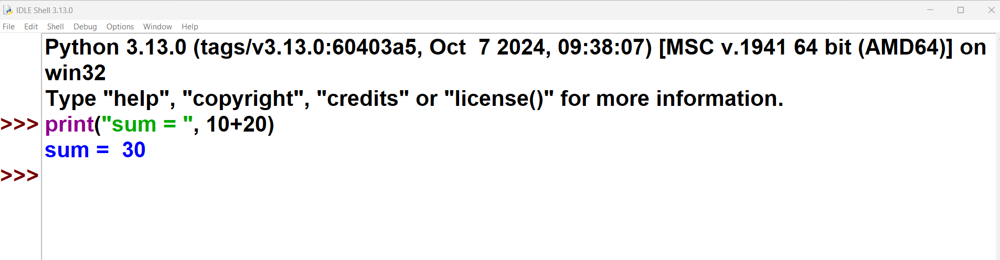 IDLE Shell 3.13.0
File Edit Shell Debug Options Window Help
Python 3.13.0 (tags/v3.13.0:60403a5, Oct  7 2024, 09:38:07) [MSC v.1941 64 bit (AMD64)] on
win32
Type "help", "copyright", "credits" or "license()" for more information.
>>> print("sum = ", 10+20)
sum =  30
>>>